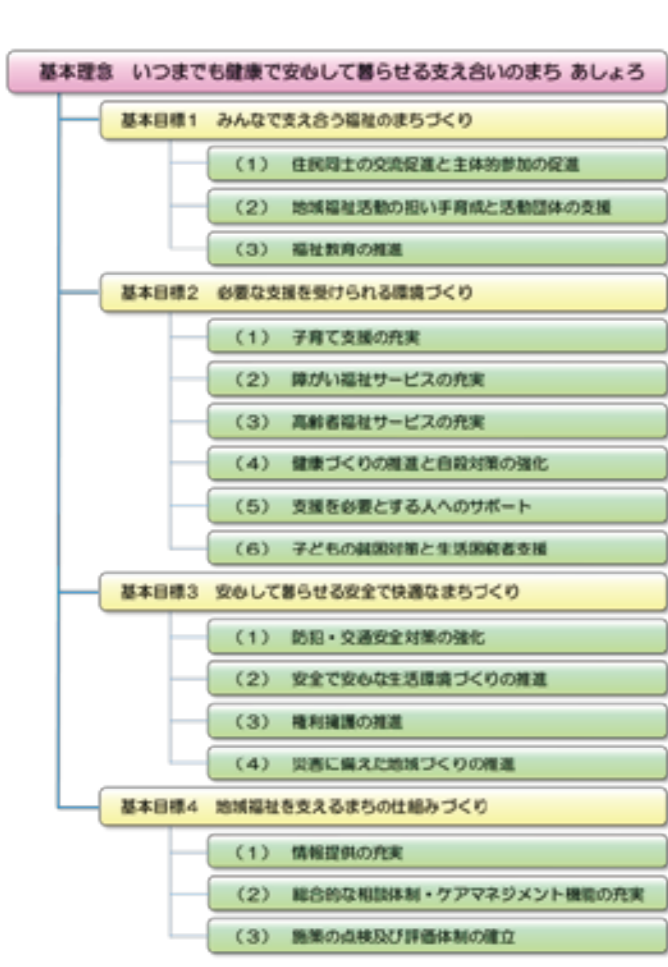 基本理念 いつまでも健康で安心して暮らせる支え合いのまち あしょろ
基本目標1 みんなで支え合う福祉のまちづくり
(1) 住民同士の交流促進と主体的参加の促進
(2) 地域福祉活動の担い手育成と活動団体の支援
(3) 福祉教育の推進
基本目標2 必要な支援を受けられる環境づくり
(1) 子育て支援の充実
(2) 障がい福祉サービスの充実
(3) 高齢者福祉サービスの充実
(4) 健康づくりの推進と自殺対策の強化
(5) 支援を必要とする人へのサポート
(6) 子どもの貧困対策と生活困窮者支援
基本目標3 安心して暮らせる安全で快適なまちづくり
(1) 防犯・交通安全対策の強化
(2) 安全で安心な生活環境づくりの推進
(3) 権利擁護の推進
(4) 災害に備えた地域づくりの推進
基本目標4 地域福祉を支えるまちの仕組みづくり
(1) 情報提供の充実
(2) 総合的な相談体制・ケアマネジメント機能の充実
(3) 施策の点検及び評価体制の確立